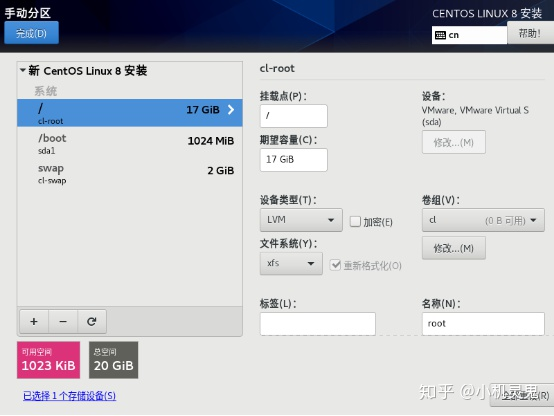 手动分区
CENTOS LINUX 8 安装
完成(D)
cn
帮助!
新 CentOS Linux 8 安装
系统
/
17 GiB
cl-root
/boot
1024 MiB
sda1
swap
2 GiB
cl-swap
+ −
可用空间
1023 KiB
总空间
20 GiB
已选择 1 个存储设备(S)
cl-root
挂载点(P):
/
期望容量(C):
17 GiB
设备:
VMware, VMware Virtual S
(sda)
修改...(M)
设备类型(T):
LVM
加密(E)
文件系统(Y):
xfs
重新格式化(O)
卷组(V):
cl (0 B 可用)
修改...(M)
标签(L):
名称(N):
root
知乎 @小机灵鬼